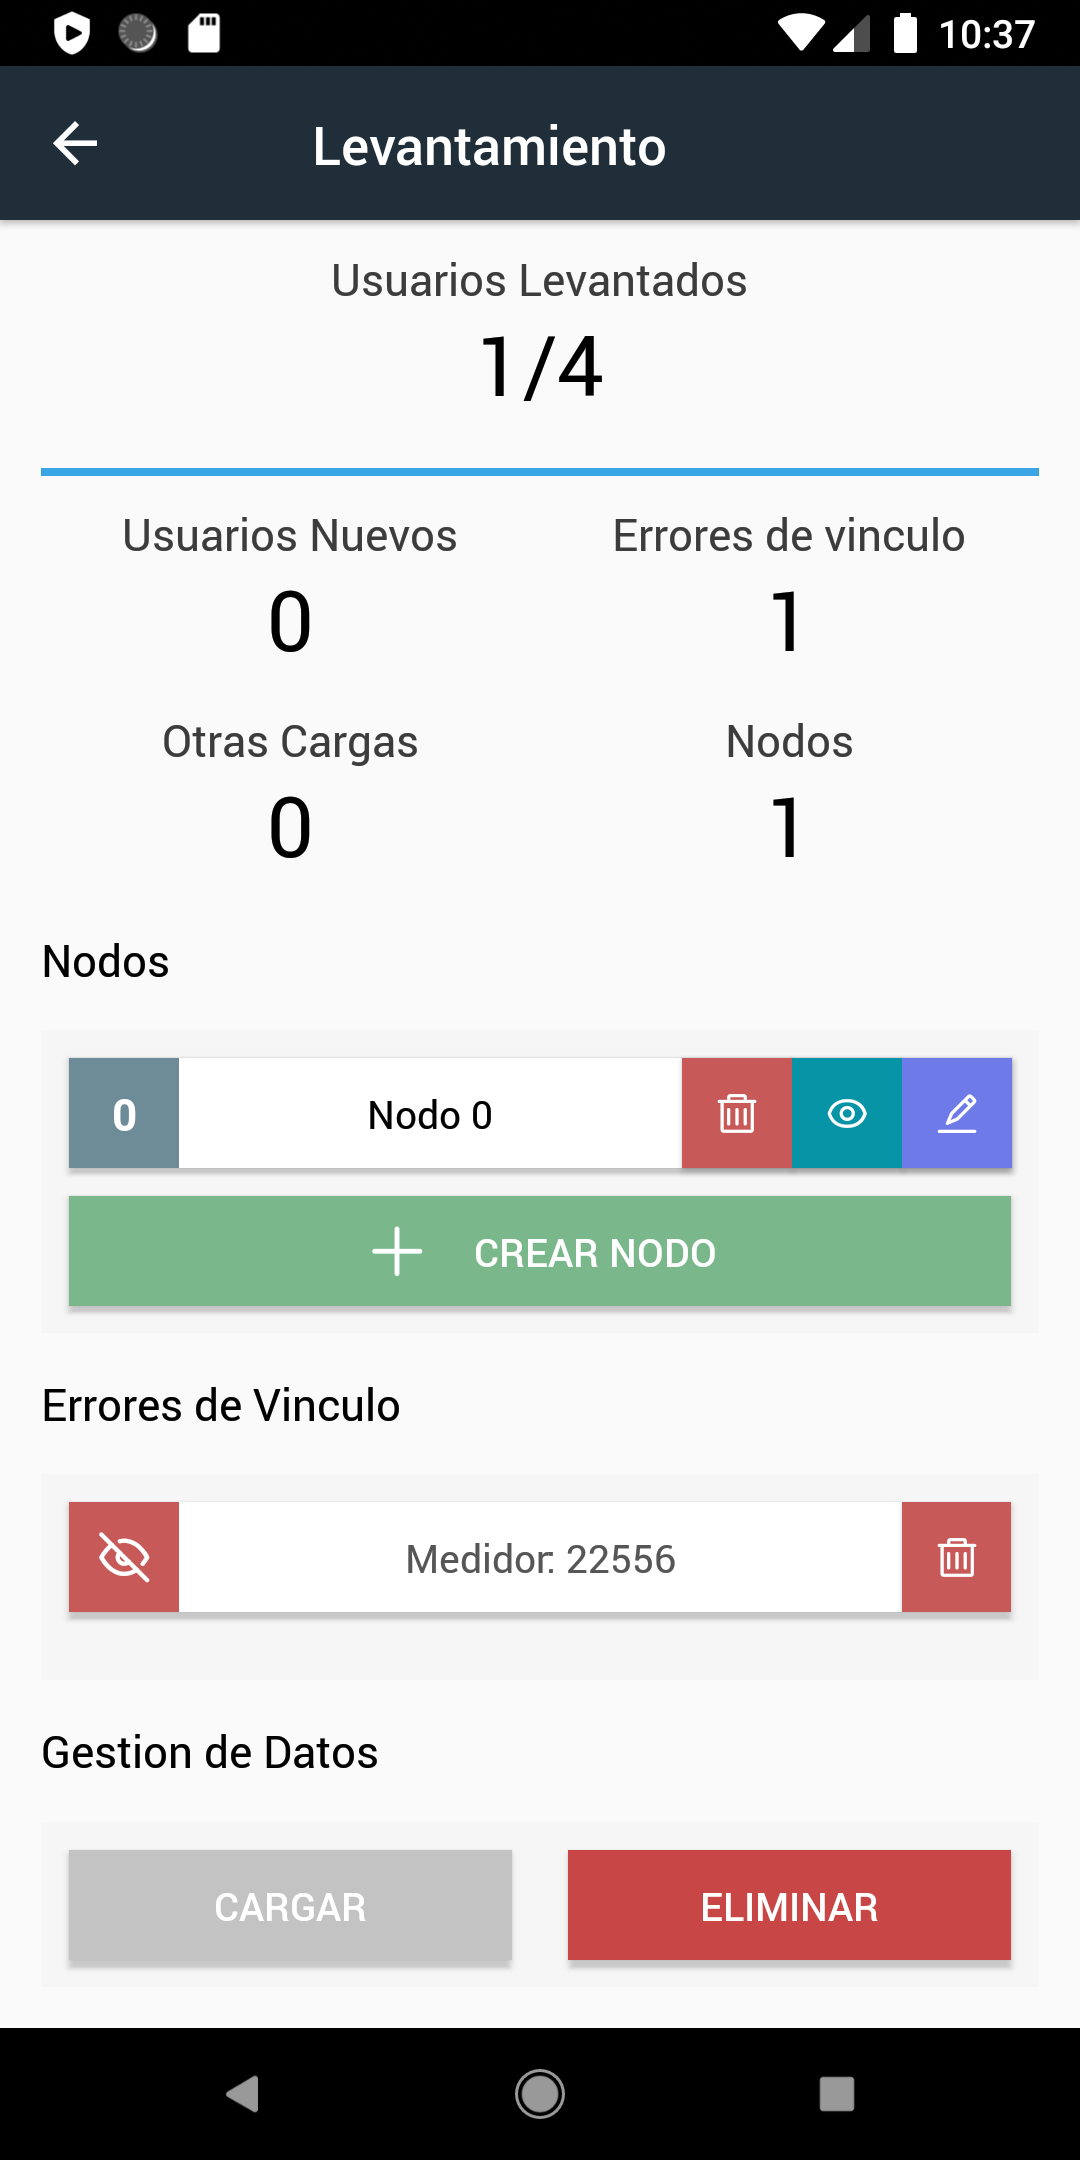 10:37
Levantamiento
Usuarios Levantados
1/4
Usuarios Nuevos
Errores de vinculo
0
1
Otras Cargas
Nodos
0
1
Nodos
0
Nodo 0
CREAR NODO
Errores de Vinculo
Medidor: 22556
Gestion de Datos
CARGAR
ELIMINAR